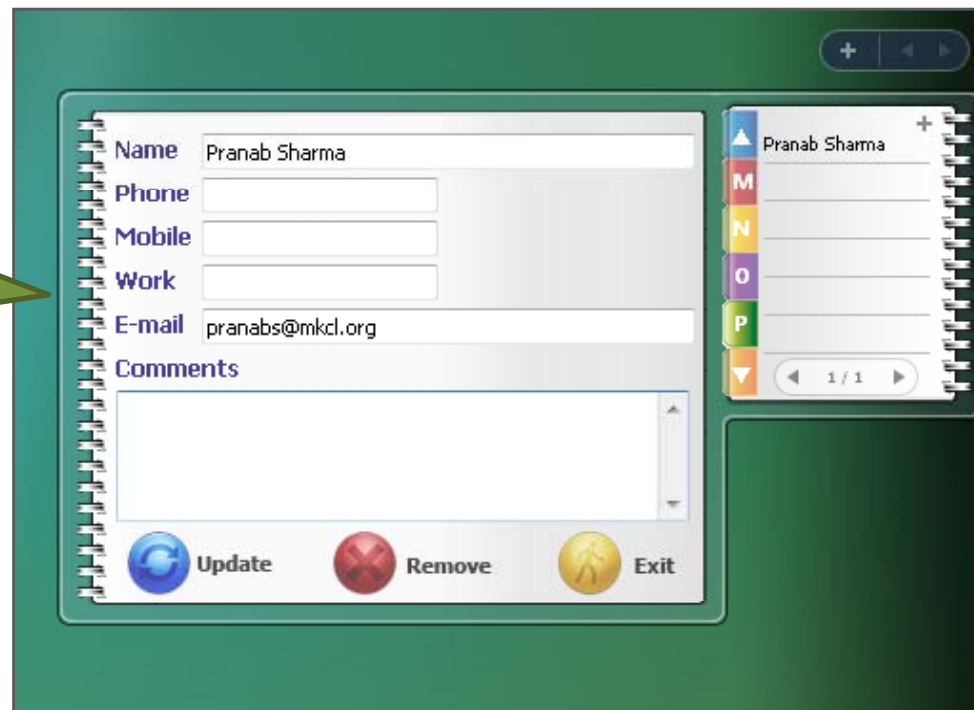 Name Pranab Sharma
Phone
Mobile
Work
E-mail pranabs@mkcl.org
Comments
Update Remove Exit
Pranab Sharma
M
N
O
P
1 / 1